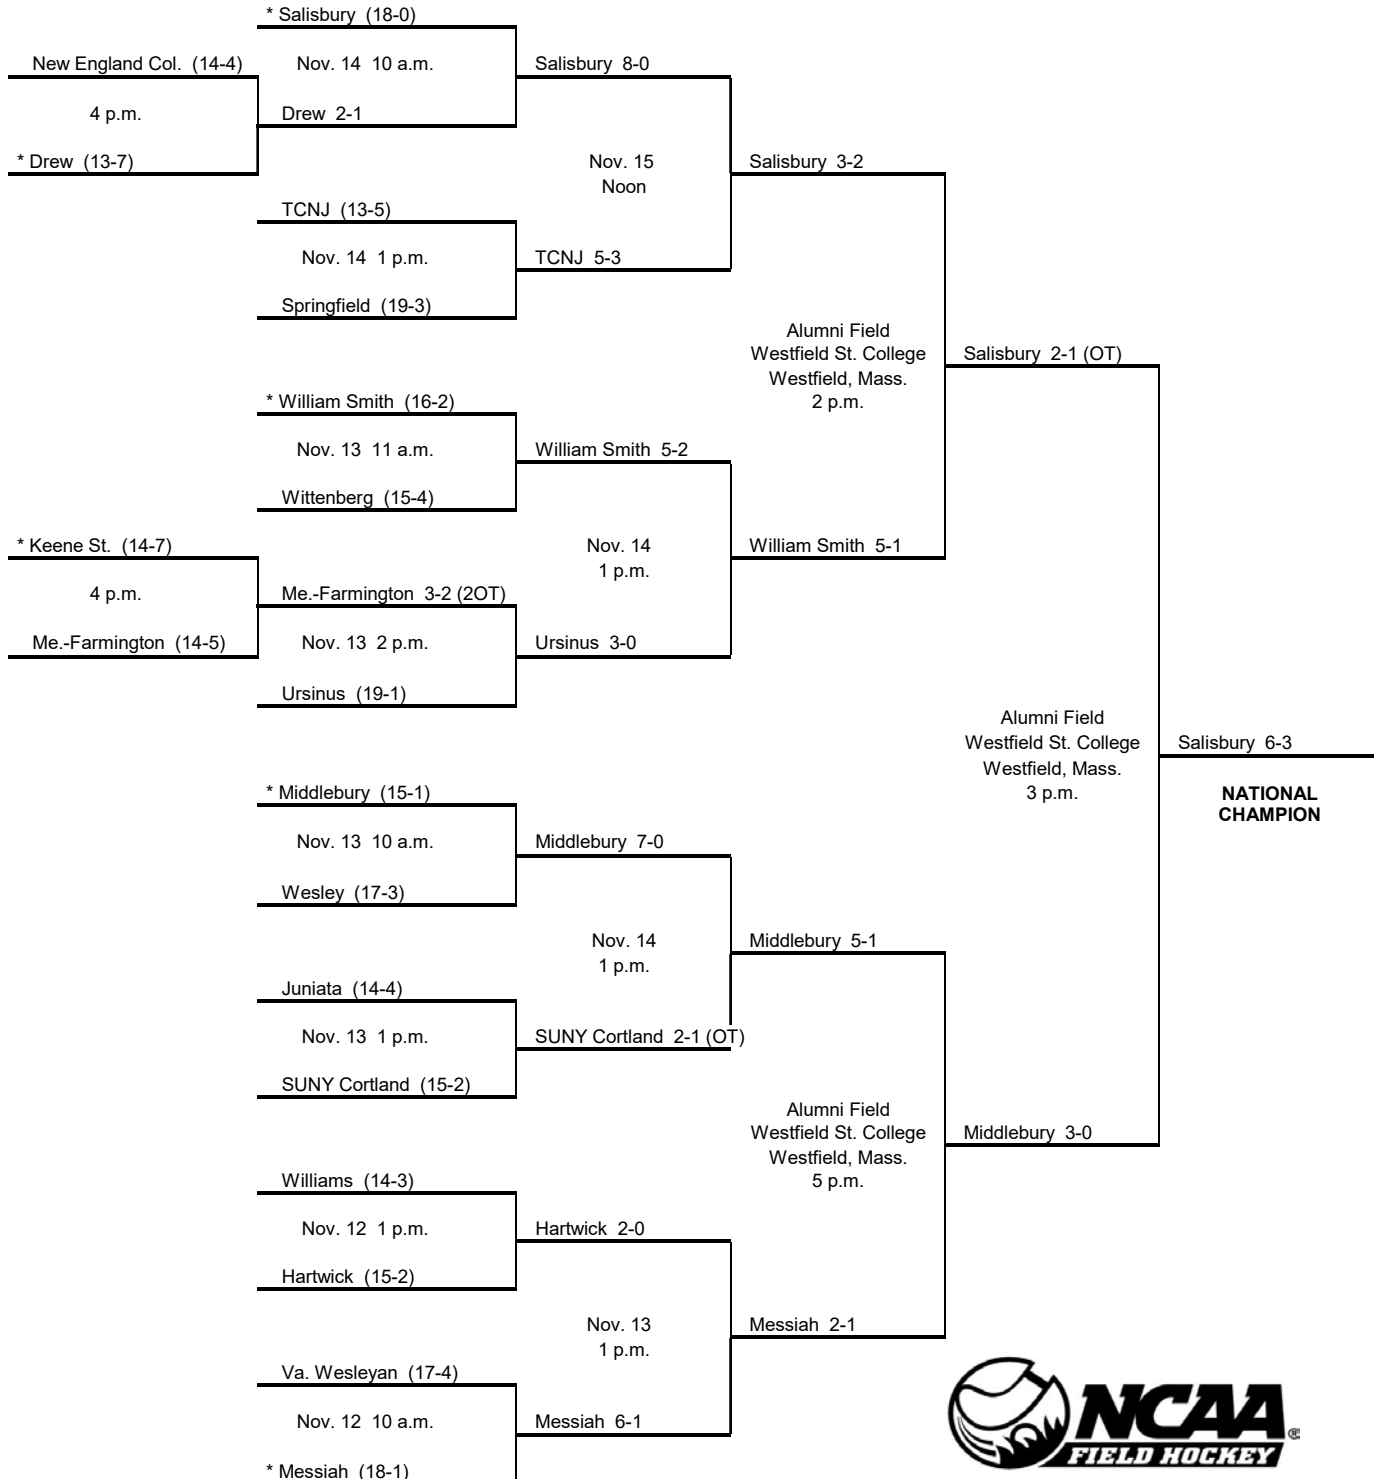 * Salisbury (18-0)
New England Col. (14-4)
Nov. 14 10 a.m.
Salisbury 8-0
4 p.m.
Drew 2-1
* Drew (13-7)
Nov. 15
Noon
Salisbury 3-2
TCNJ (13-5)
Nov. 14 1 p.m.
TCNJ 5-3
Springfield (19-3)
Alumni Field
Westfield St. College
Westfield, Mass.
2 p.m.
Salisbury 2-1 (OT)
* William Smith (16-2)
Nov. 13 11 a.m.
William Smith 5-2
Wittenberg (15-4)
* Keene St. (14-7)
Nov. 14
1 p.m.
William Smith 5-1
4 p.m.
Me.-Farmington 3-2 (2OT)
Me.-Farmington (14-5)
Nov. 13 2 p.m.
Ursinus 3-0
Ursinus (19-1)
Alumni Field
Westfield St. College
Westfield, Mass.
3 p.m.
Salisbury 6-3
NATIONAL
CHAMPION
* Middlebury (15-1)
Nov. 13 10 a.m.
Middlebury 7-0
Wesley (17-3)
Nov. 14
1 p.m.
Middlebury 5-1
Juniata (14-4)
Nov. 13 1 p.m.
SUNY Cortland 2-1 (OT)
SUNY Cortland (15-2)
Alumni Field
Westfield St. College
Westfield, Mass.
5 p.m.
Middlebury 3-0
Williams (14-3)
Nov. 12 1 p.m.
Hartwick 2-0
Hartwick (15-2)
Nov. 13
1 p.m.
Messiah 2-1
Va. Wesleyan (17-4)
Nov. 12 10 a.m.
Messiah 6-1
* Messiah (18-1)
NCAA
®
FIELD HOCKEY